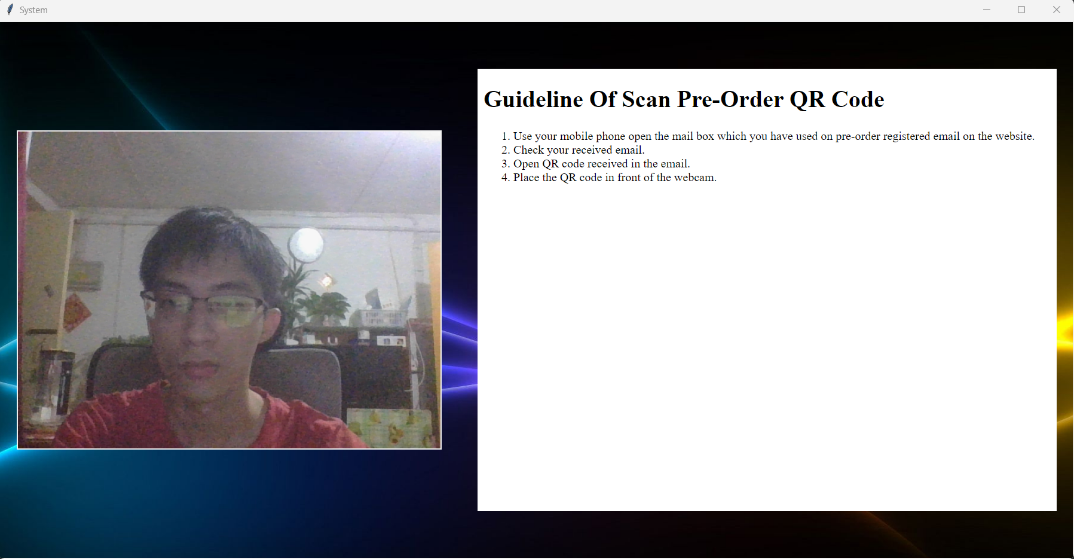 System
Guideline Of Scan Pre-Order QR Code
1. Use your mobile phone open the mail box which you have used on pre-order registered email on the website.
2. Check your received email.
3. Open QR code received in the email.
4. Place the QR code in front of the webcam.